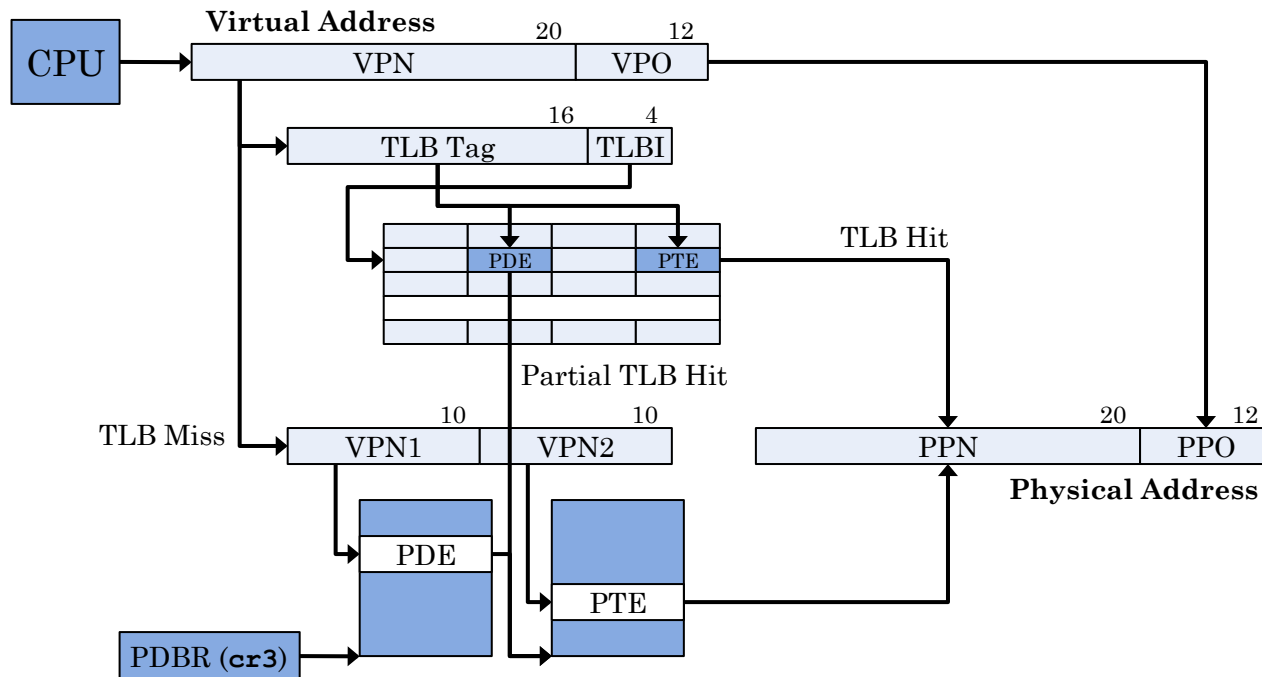 Virtual Address
20
12
CPU
VPN
VPO
16
4
TLB Tag
TLBI
TLB Hit
PDE
PTE
Partial TLB Hit
TLB Miss
10
10
20
12
VPN1
VPN2
PPN
PPO
Physical Address
PDE
PTE
PDBR (cr3)